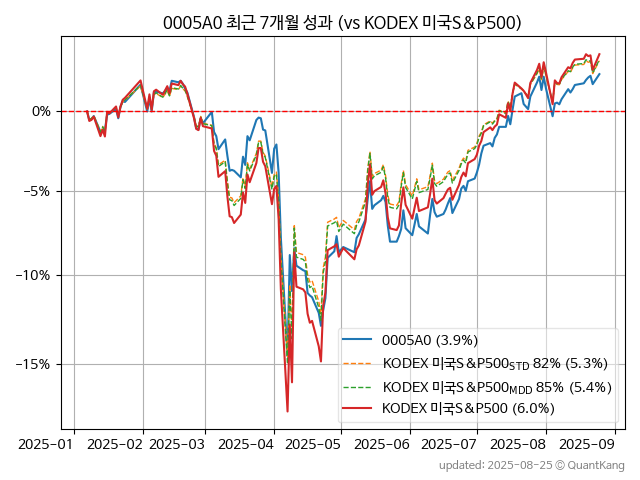 0005A0 최근 7개월 성과 (vs KODEX 미국S&P500)
0%
−5%
−10%
−15%
0005A0 (3.9%)
KODEX 미국S&P500STD 82% (5.3%)
KODEX 미국S&P500MDD 85% (5.4%)
KODEX 미국S&P500 (6.0%)
2025-01 2025-02 2025-03 2025-04 2025-05 2025-06 2025-07 2025-08 2025-09
updated: 2025-08-25 © QuantKang